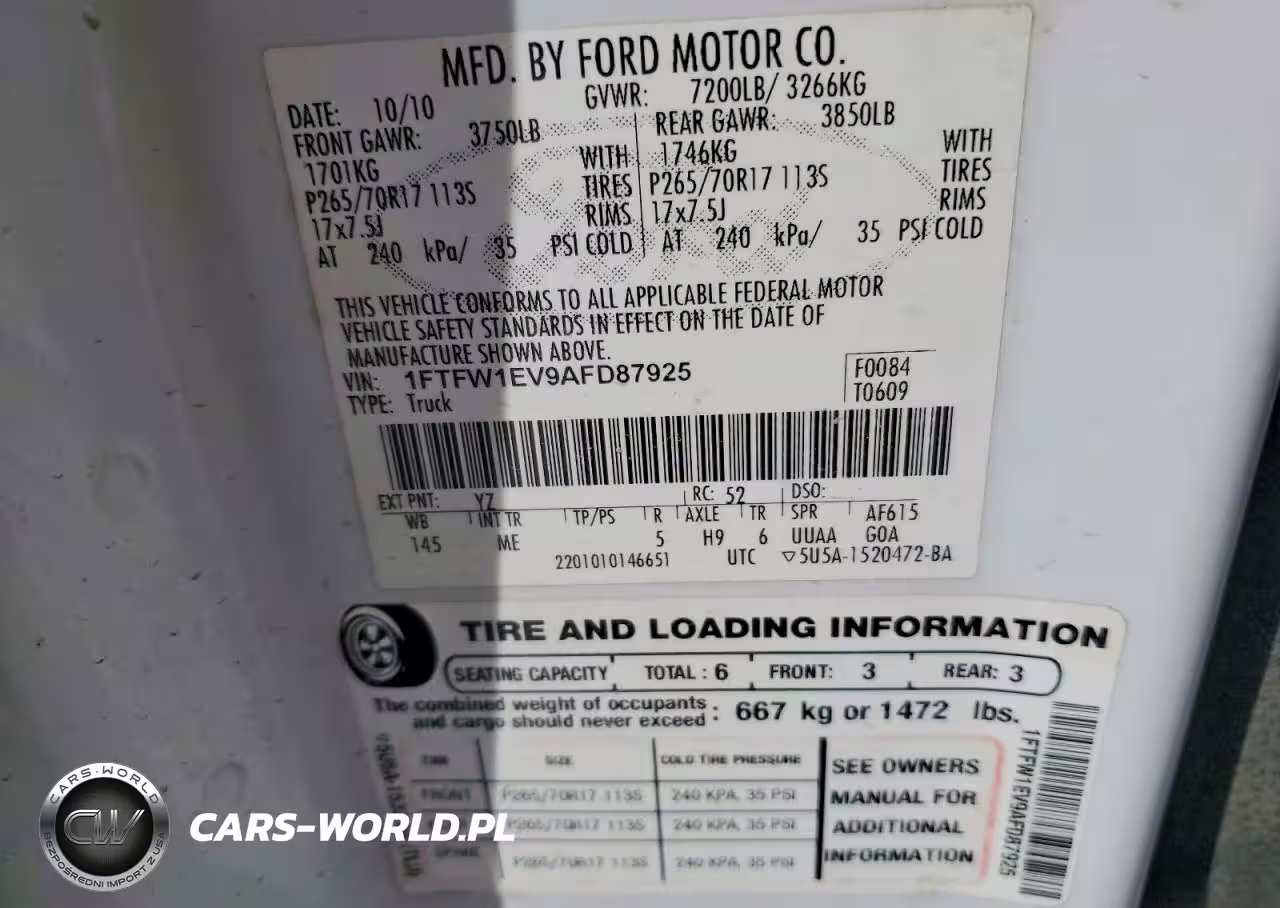 MFD. BY FORD MOTOR CO.
DATE: 10/10 GVWR: 7200LB/ 3266KG
FRONT GAWR: 3750LB REAR GAWR: 3850LB
1701KG WITH 1746KG WITH
P265/70R17 113S TIRES P265/70R17 113S TIRES
17x7.5J RIMS 17x7.5J RIMS
AT 240 kPa/ 35 PSI COLD AT 240 kPa/ 35 PSI COLD
THIS VEHICLE CONFORMS TO ALL APPLICABLE FEDERAL MOTOR
VEHICLE SAFETY STANDARDS IN EFFECT ON THE DATE OF
MANUFACTURE SHOWN ABOVE.
VIN: 1FTFW1EV9AFD87925 F0084
TYPE: Truck T0609
EXT PNT: YZ RC: 52 DSO:
WB INT TR TP/PS R AXLE TR SPR AF615
145 ME 5 H9 6 UUAA GOA
2201010146651 UTC ▽5U5A-1520472-BA
TIRE AND LOADING INFORMATION
SEATING CAPACITY TOTAL : 6 FRONT: 3 REAR: 3
The combined weight of occupants
and cargo should never exceed : 667 kg or 1472 lbs.
SIZE COLD TIRE PRESSURE SEE OWNERS
FRONT P265/70R17 113S 240 KPA, 35 PSI MANUAL FOR
P265/70R17 113S 240 KPA, 35 PSI ADDITIONAL
P265/70R17 113S 240 KPA, 35 PSI INFORMATION
1FTFW1EV9AFD87925
CARS-WORLD
CW
BEZPOŚREDNI IMPORT Z USA
CARS-WORLD.PL